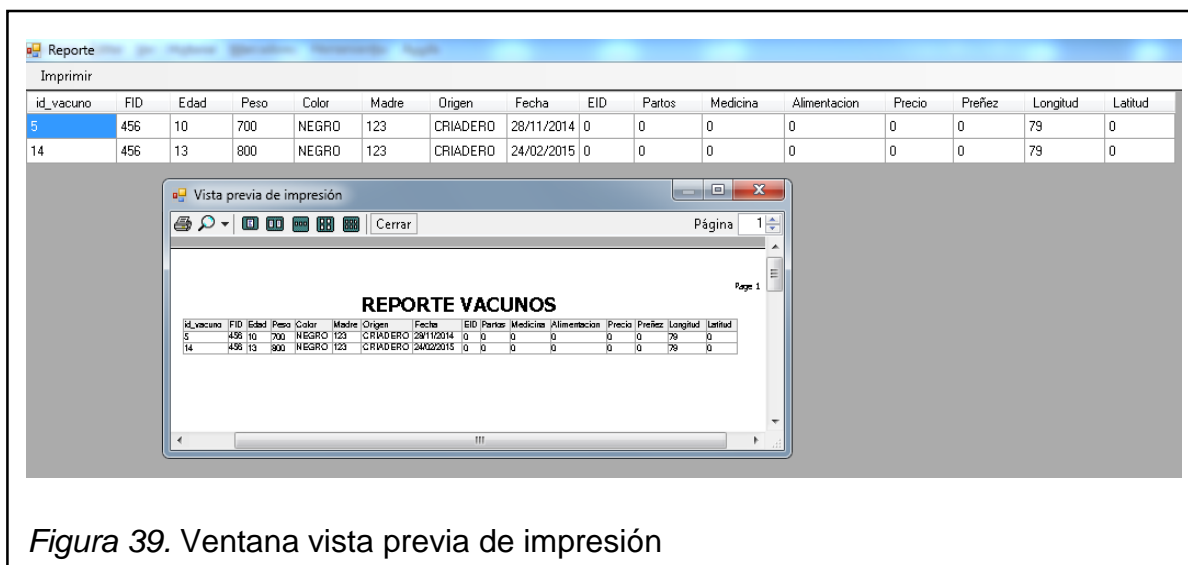 Reporte
Imprimir
id_vacuno FID Edad Peso Color Madre Origen Fecha EID Partos Medicina Alimentacion Precio Preñez Longitud Latitud
5 456 10 700 NEGRO 123 CRIADERO 28/11/2014 0 0 0 0 0 0 79 0
14 456 13 800 NEGRO 123 CRIADERO 24/02/2015 0 0 0 0 0 0 79 0
Vista previa de impresión
Cerrar Página 1
Page 1
REPORTE VACUNOS
id_vacuno FID Edad Peso Color Madre Origen Fecha EID Partos Medicina Alimentacion Precio Preñez Longitud Latitud
5 456 10 700 NEGRO 123 CRIADERO 28/11/2014 0 0 0 0 0 0 79 0
14 456 13 800 NEGRO 123 CRIADERO 24/02/2015 0 0 0 0 0 0 79 0
Figura 39. Ventana vista previa de impresión